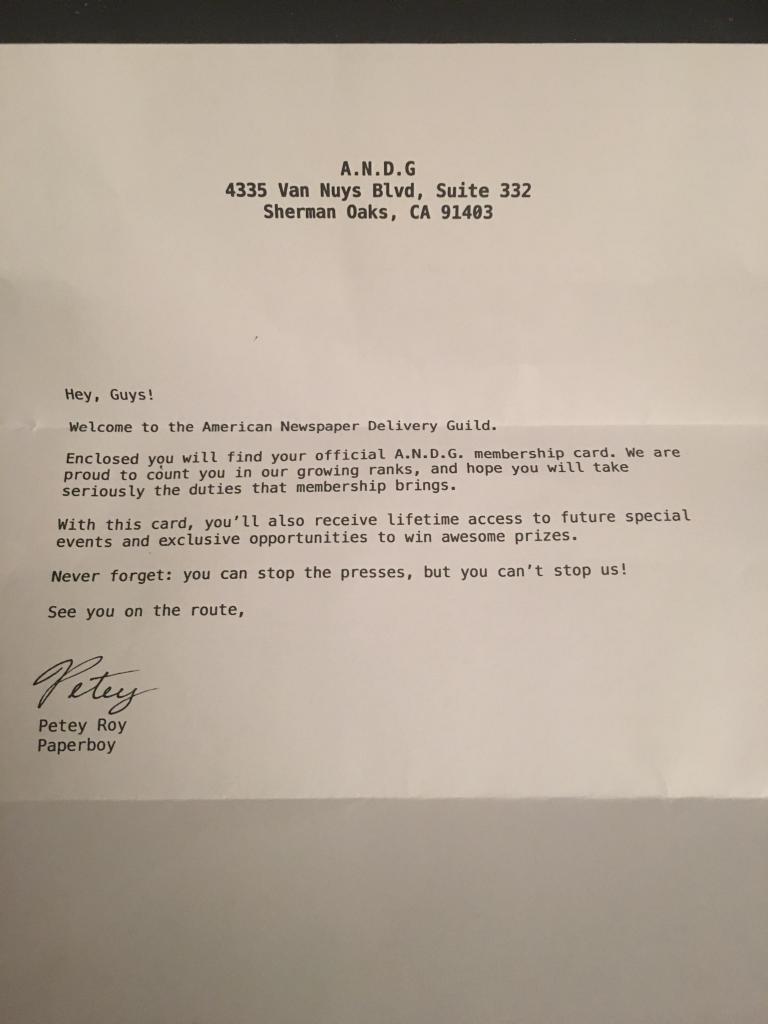 A.N.D.G
4335 Van Nuys Blvd, Suite 332
Sherman Oaks, CA 91403
Hey, Guys!
Welcome to the American Newspaper Delivery Guild.
Enclosed you will find your official A.N.D.G. membership card. We are
proud to count you in our growing ranks, and hope you will take
seriously the duties that membership brings.
With this card, you'll also receive lifetime access to future special
events and exclusive opportunities to win awesome prizes.
Never forget: you can stop the presses, but you can't stop us!
See you on the route,
Petey
Petey Roy
Paperboy